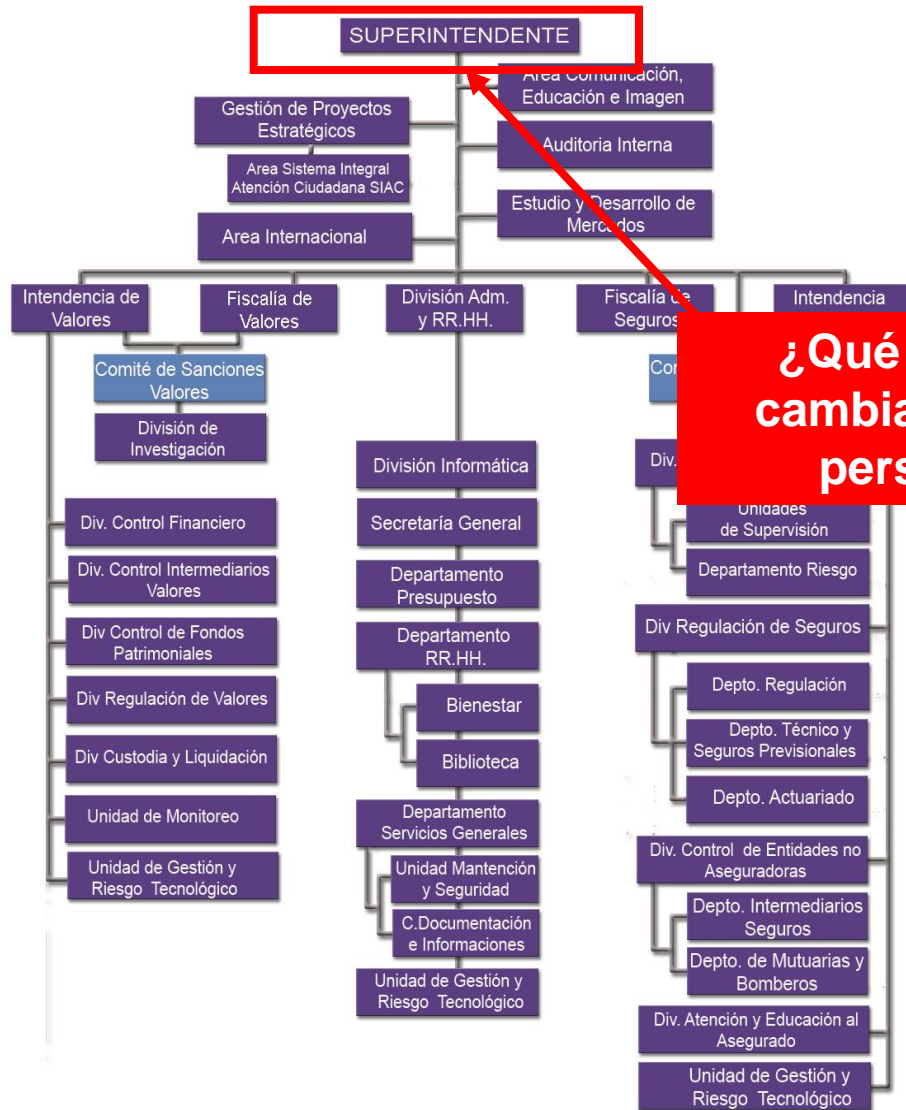 SUPERINTENDENTE
Area Comunicación,
Educación e Imagen
Gestión de Proyectos
Estratégicos
Auditoria Interna
Area Sistema Integral
Atención Ciudadana SIAC
Estudio y Desarrollo de
Mercados
Area Internacional
Intendencia de
Valores
Fiscalía de
Valores
División Adm.
y RR.HH.
Fiscalía de
Seguros
Intendencia
¿Qué
Comité de Sanciones
Valores
División de
Investigación
División Informática
Div.
Div. Control Financiero
Secretaría General
Unidades
de Supervisión
Div. Control Intermediarios
Valores
Departamento
Presupuesto
Departamento Riesgo
Div Control de Fondos
Patrimoniales
Departamento
RR.HH.
Div Regulación de Seguros
Div Regulación de Valores
Bienestar
Depto. Regulación
Div Custodia y Liquidación
Biblioteca
Depto. Técnico y
Seguros Previsionales
Unidad de Monitoreo
Departamento
Servicios Generales
Depto. Actuariado
Unidad de Gestión y
Riesgo Tecnológico
Unidad Mantención
y Seguridad
Div. Control de Entidades no
Aseguradoras
C.Documentación
e Informaciones
Depto. Intermediarios
Seguros
Unidad de Gestión y
Riesgo Tecnológico
Depto. de Mutuarias y
Bomberos
Div. Atención y Educación al
Asegurado
Unidad de Gestión y
Riesgo Tecnológico